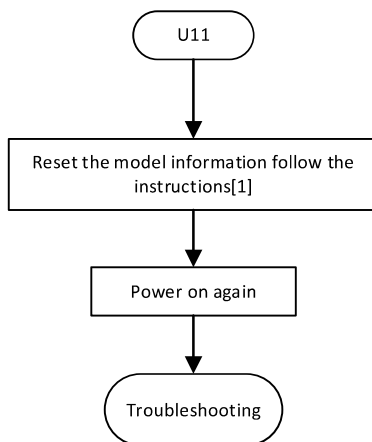 U11
Reset the model information follow the
instructions[1]
Power on again
Troubleshooting